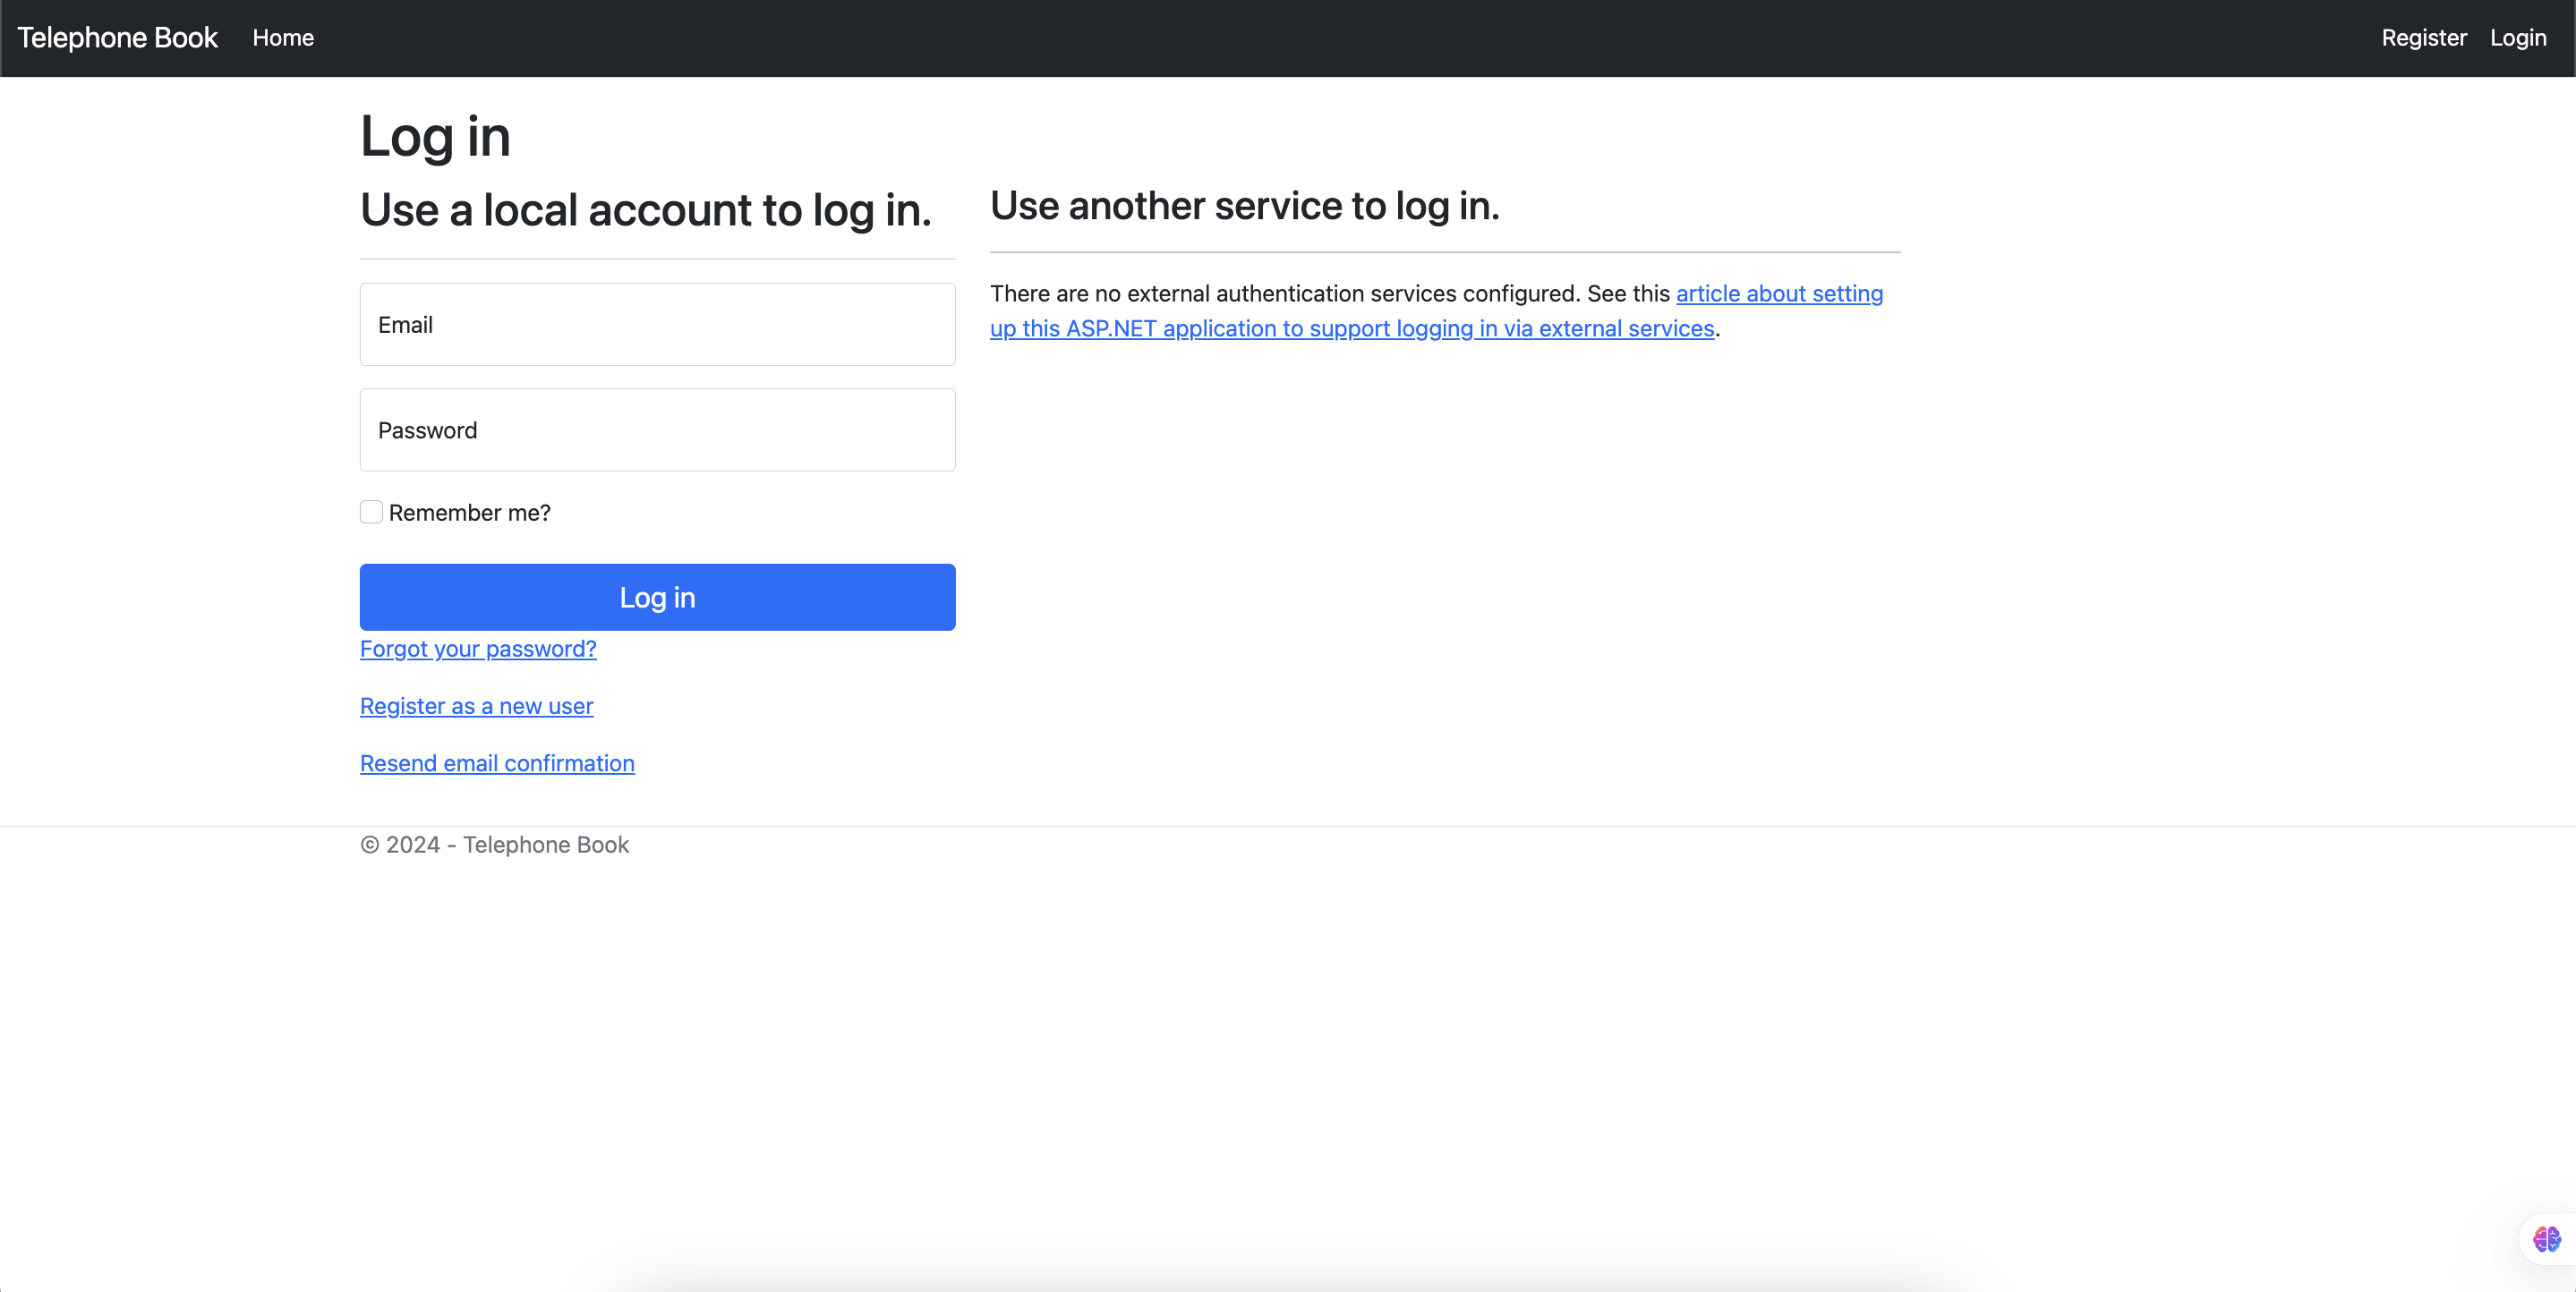 Telephone Book Home Register Login
Log in
Use a local account to log in.
Email
Password
Remember me?
Log in
Forgot your password?
Register as a new user
Resend email confirmation
Use another service to log in.
There are no external authentication services configured. See this article about setting
up this ASP.NET application to support logging in via external services.
© 2024 - Telephone Book